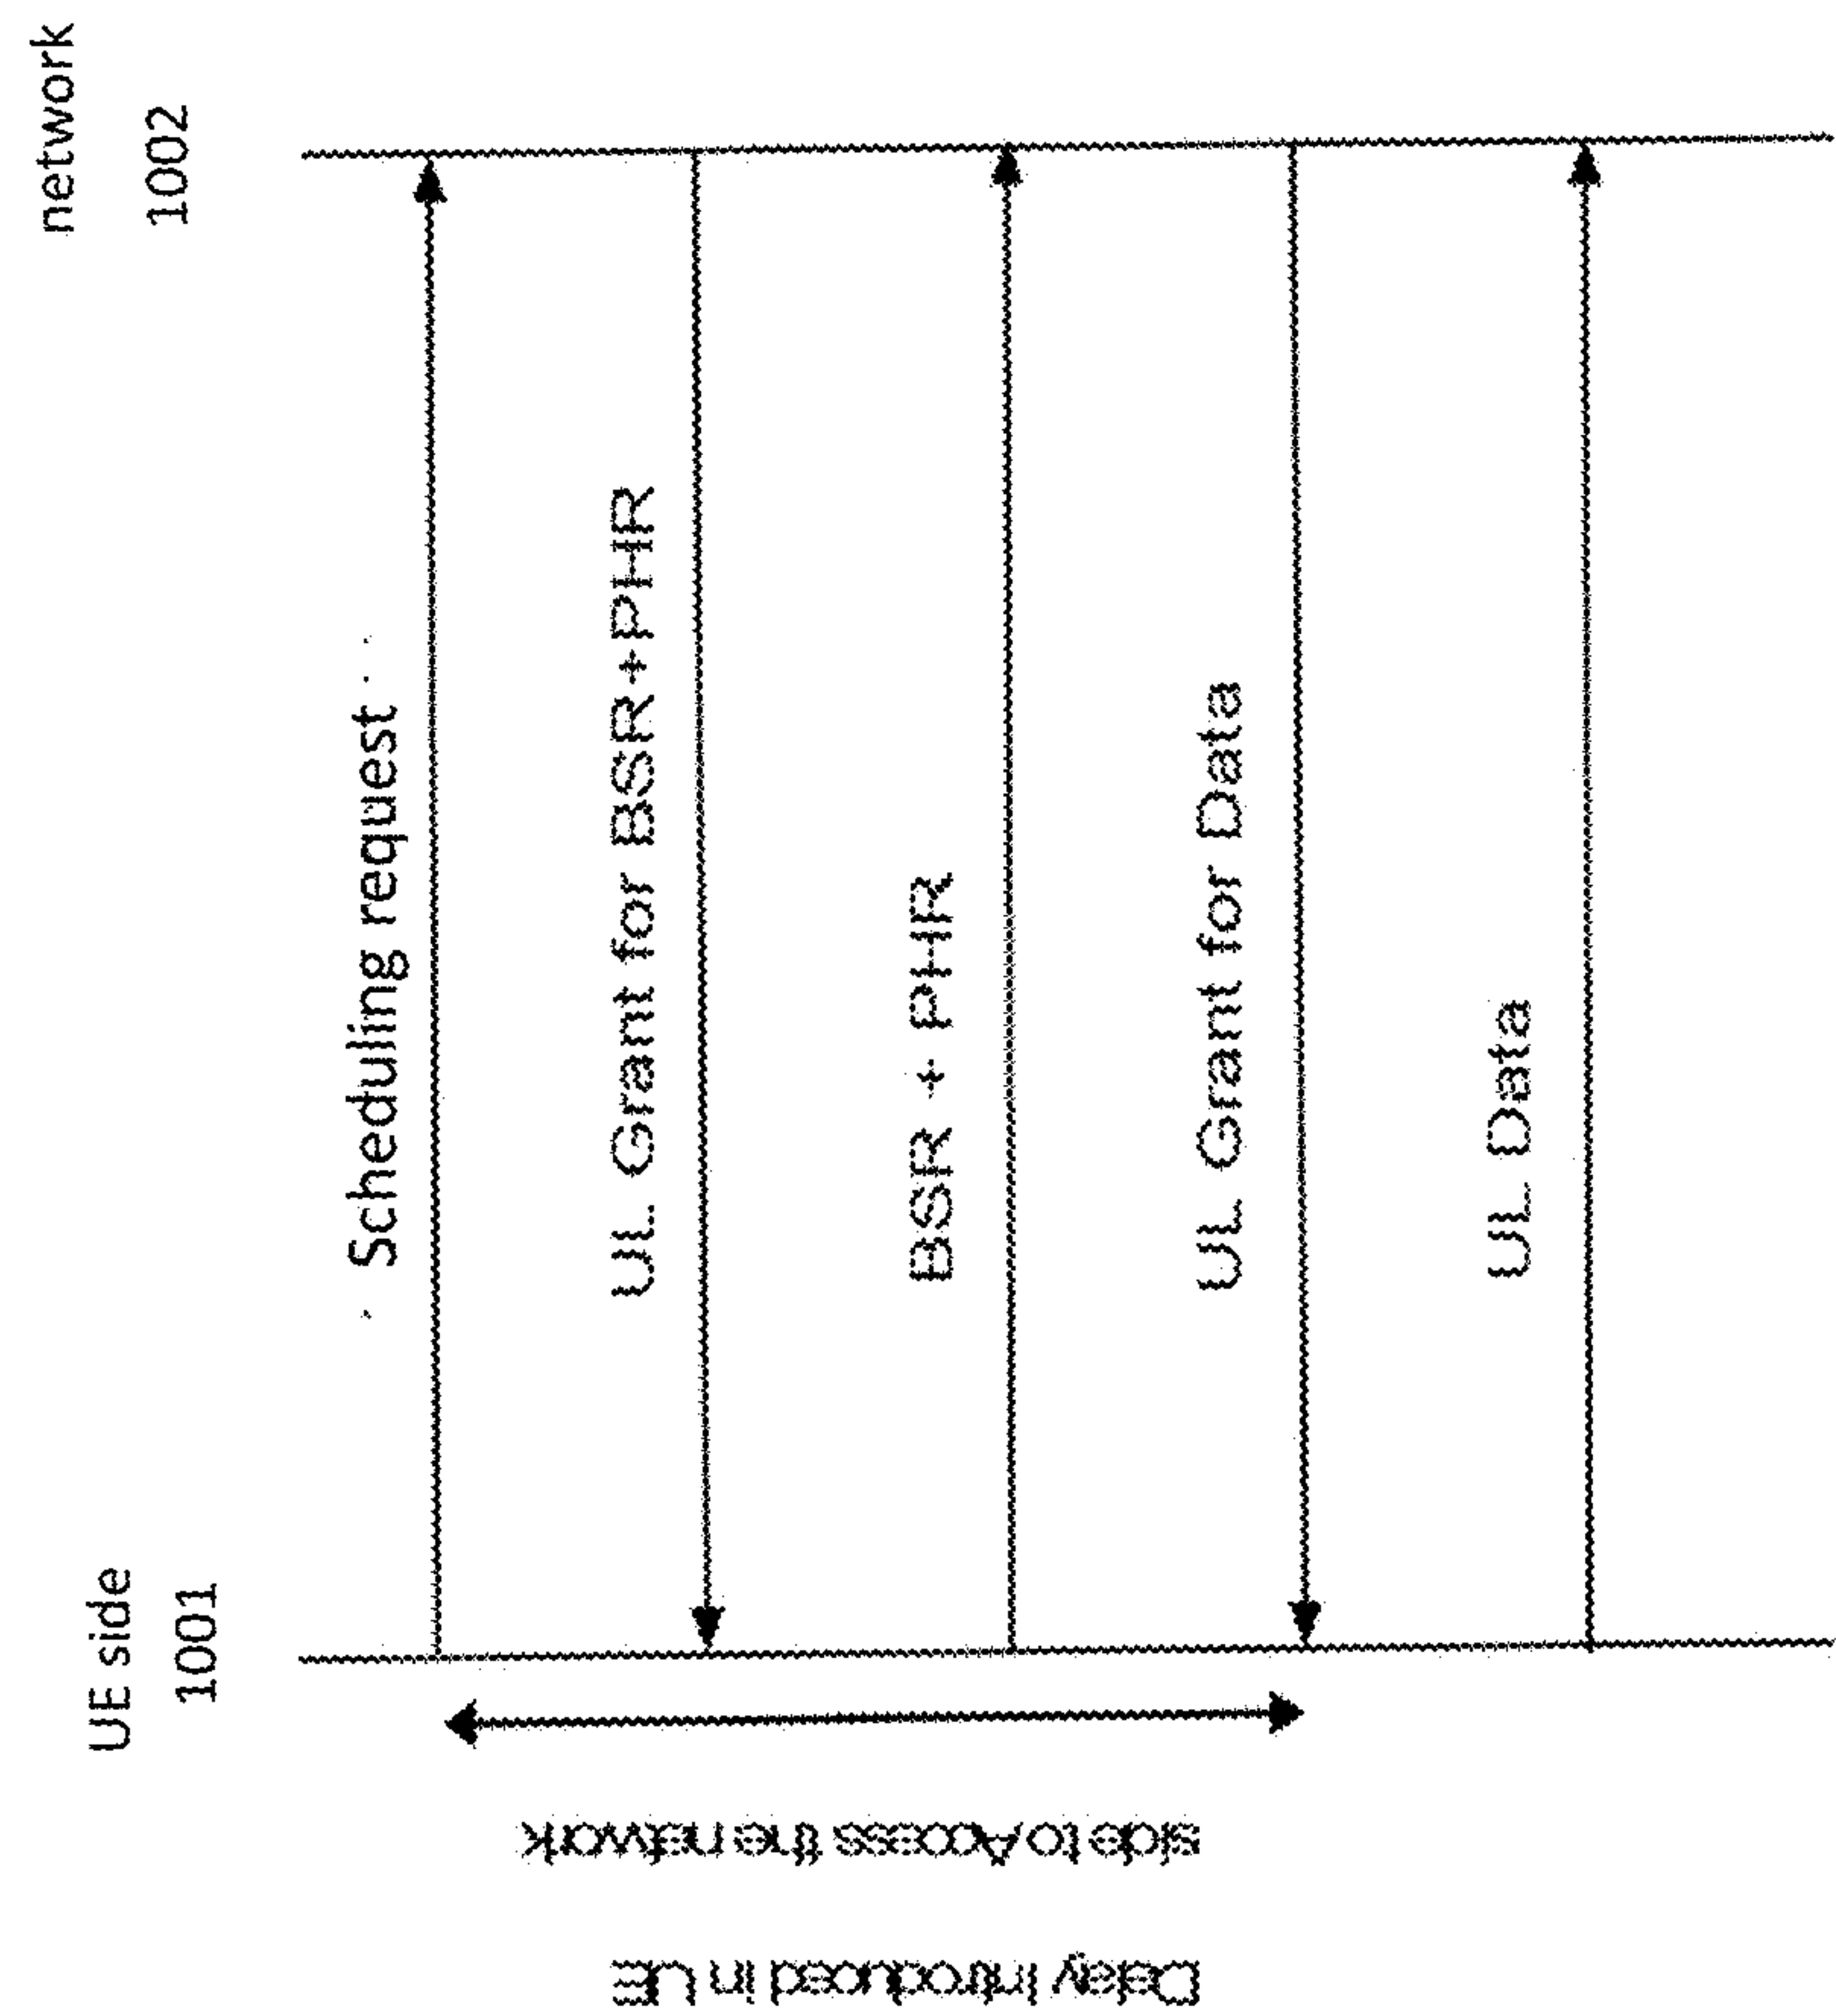 UE side
1001
network
1002
Scheduling request
UL Grant for BSR+PHR
BSR + PHR
UL Grant for Data
UL Data
Delay Introduced in UE
side to Access the network